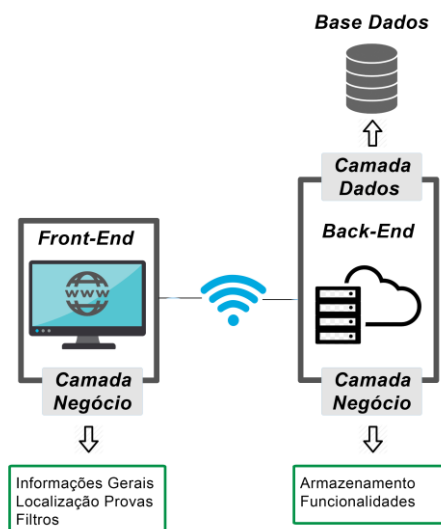 Base Dados
Camada
Dados
Front-End
Back-End
www
Camada
Negócio
Camada
Negócio
Informações Gerais
Localização Provas
Filtros
Armazenamento
Funcionalidades